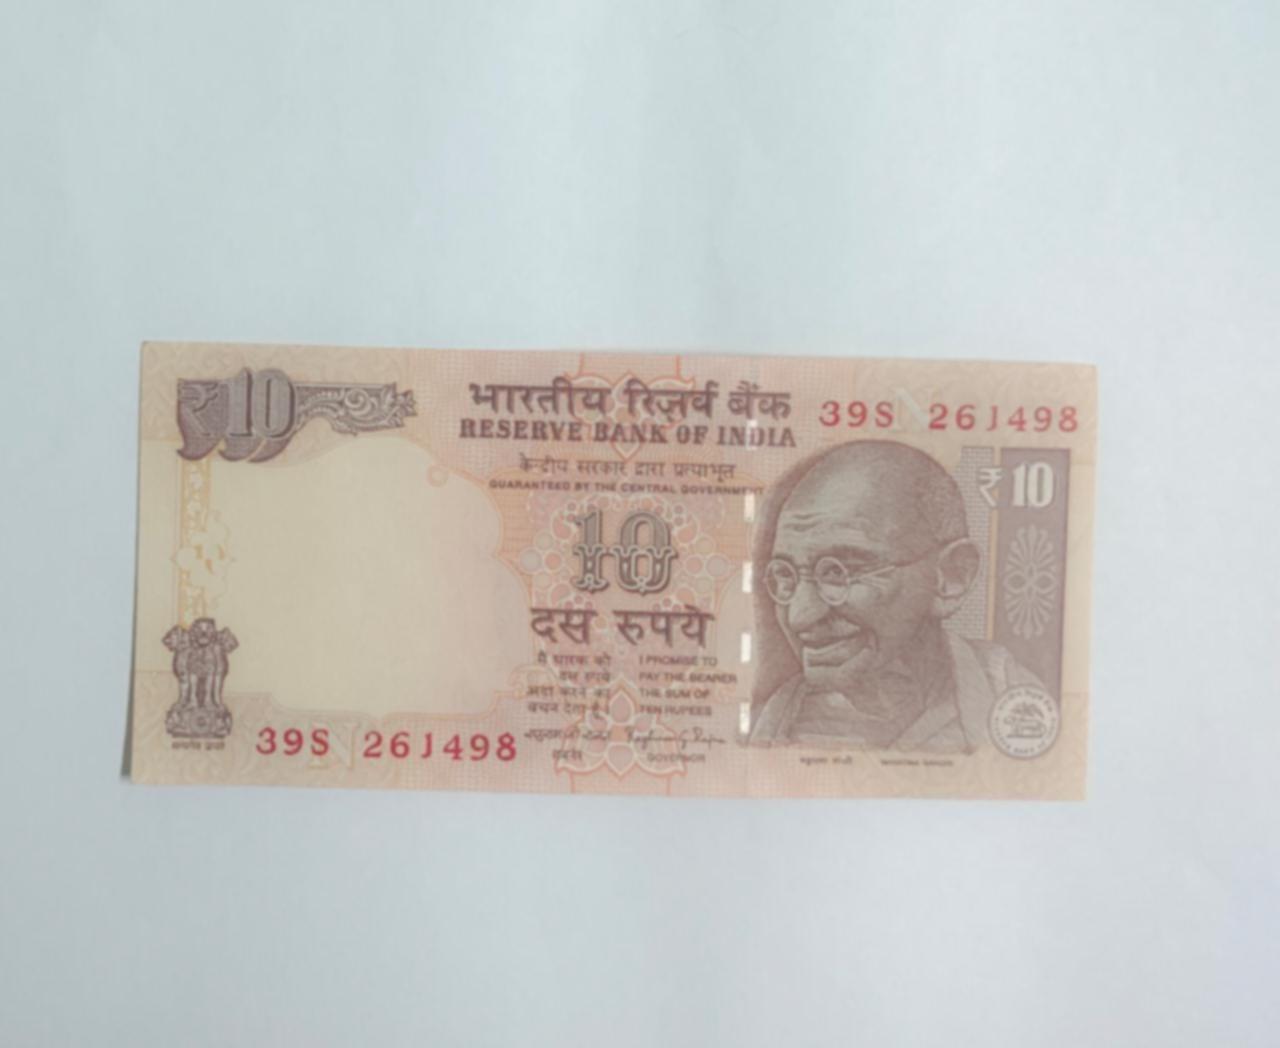 ₹10
भारतीय रिज़र्व बैंक
RESERVE BANK OF INDIA
39S 26J498
केन्द्रीय सरकार द्वारा प्रत्याभूत
GUARANTEED BY THE CENTRAL GOVERNMENT
₹ 10
10
दस रुपये
मैं धारक को
दस रुपये
अदा करने का
वचन देता हूँ।
I PROMISE TO
PAY THE BEARER
THE SUM OF
TEN RUPEES
39S N 26J498
गवर्नर
GOVERNOR
सत्यमेव जयते
महात्मा गांधी
MAHATMA GANDHI